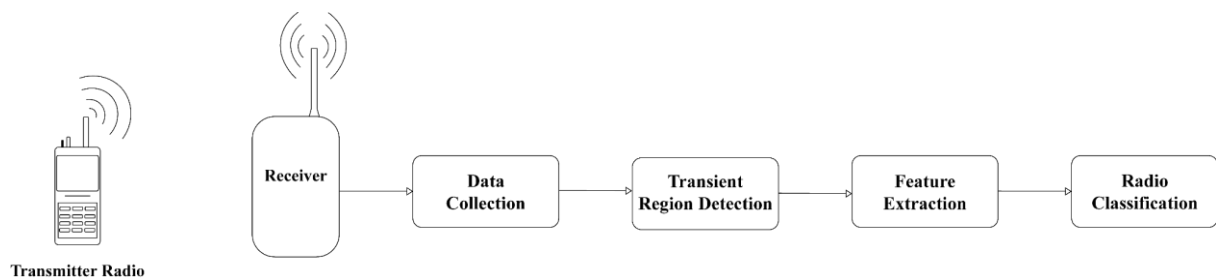 Transmitter Radio
Receiver
Data
Collection
Transient
Region Detection
Feature
Extraction
Radio
Classification